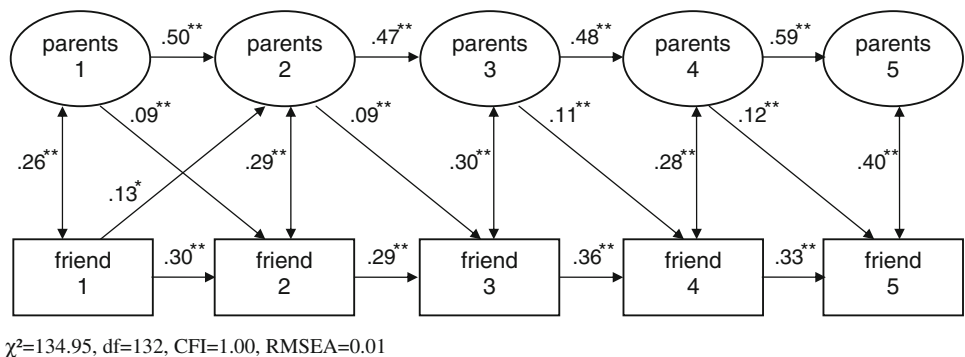 parents 1 .50** parents 2 .47** parents 3 .48** parents 4 .59** parents 5
.09** .09** .11** .12**
.26** .13* .29** .30** .28** .40**
friend 1 .30** friend 2 .29** friend 3 .36** friend 4 .33** friend 5
χ²=134.95, df=132, CFI=1.00, RMSEA=0.01